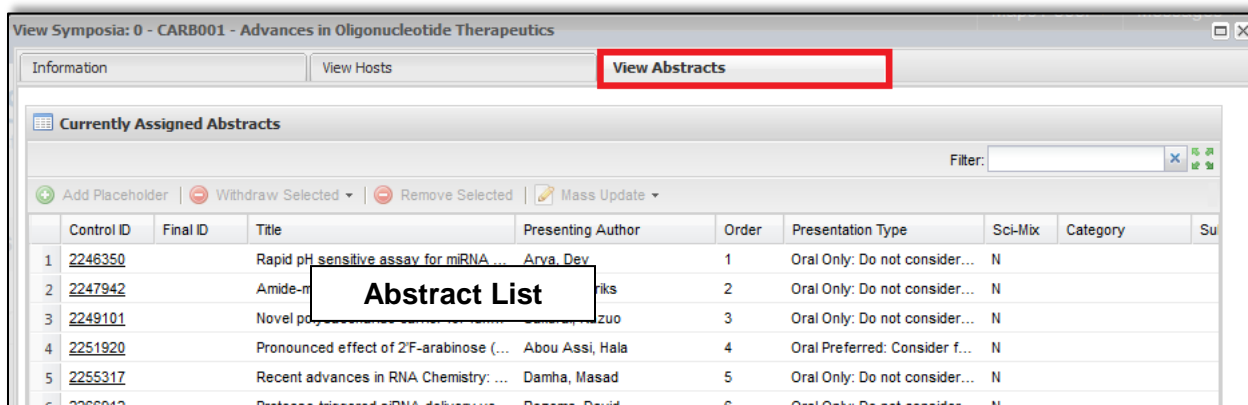 View Symposia: 0 - CARB001 - Advances in Oligonucleotide Therapeutics
Information View Hosts View Abstracts
Currently Assigned Abstracts
Filter:
Add Placeholder | Withdraw Selected | Remove Selected | Mass Update
Control ID Final ID Title Presenting Author Order Presentation Type Sci-Mix Category Su
1 2246350 Rapid pH sensitive assay for miRNA ... Arya, Dev 1 Oral Only: Do not consider... N
2 2247942 Amide-m riks 2 Oral Only: Do not consider... N
Abstract List
3 2249101 Novel zuo 3 Oral Only: Do not consider... N
4 2251920 Pronounced effect of 2'F-arabinose (... Abou Assi, Hala 4 Oral Preferred: Consider f... N
5 2255317 Recent advances in RNA Chemistry: ... Damha, Masad 5 Oral Only: Do not consider... N